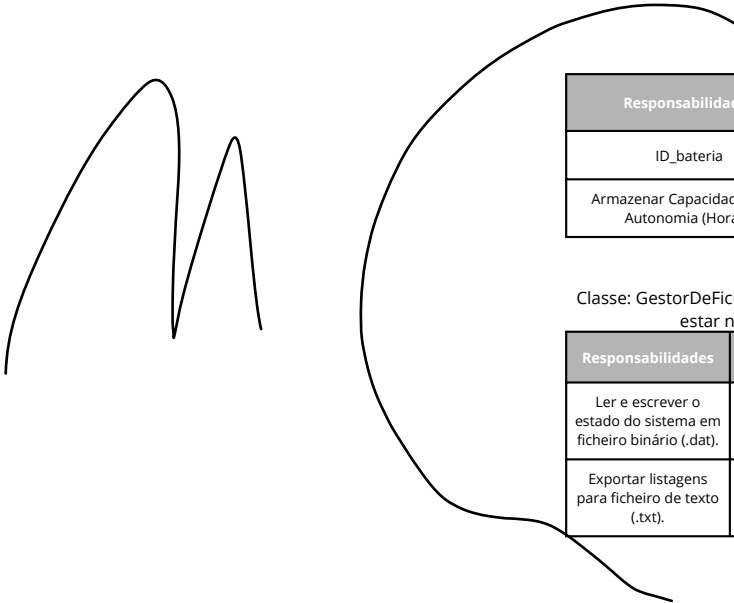 M
Responsabilidad
ID_bateria
Armazenar Capacidad
Autonomia (Hora
Classe: GestorDeFic
estar n
Responsabilidades
Ler e escrever o
estado do sistema em
ficheiro binário (.dat).
Exportar listagens
para ficheiro de texto
(.txt).